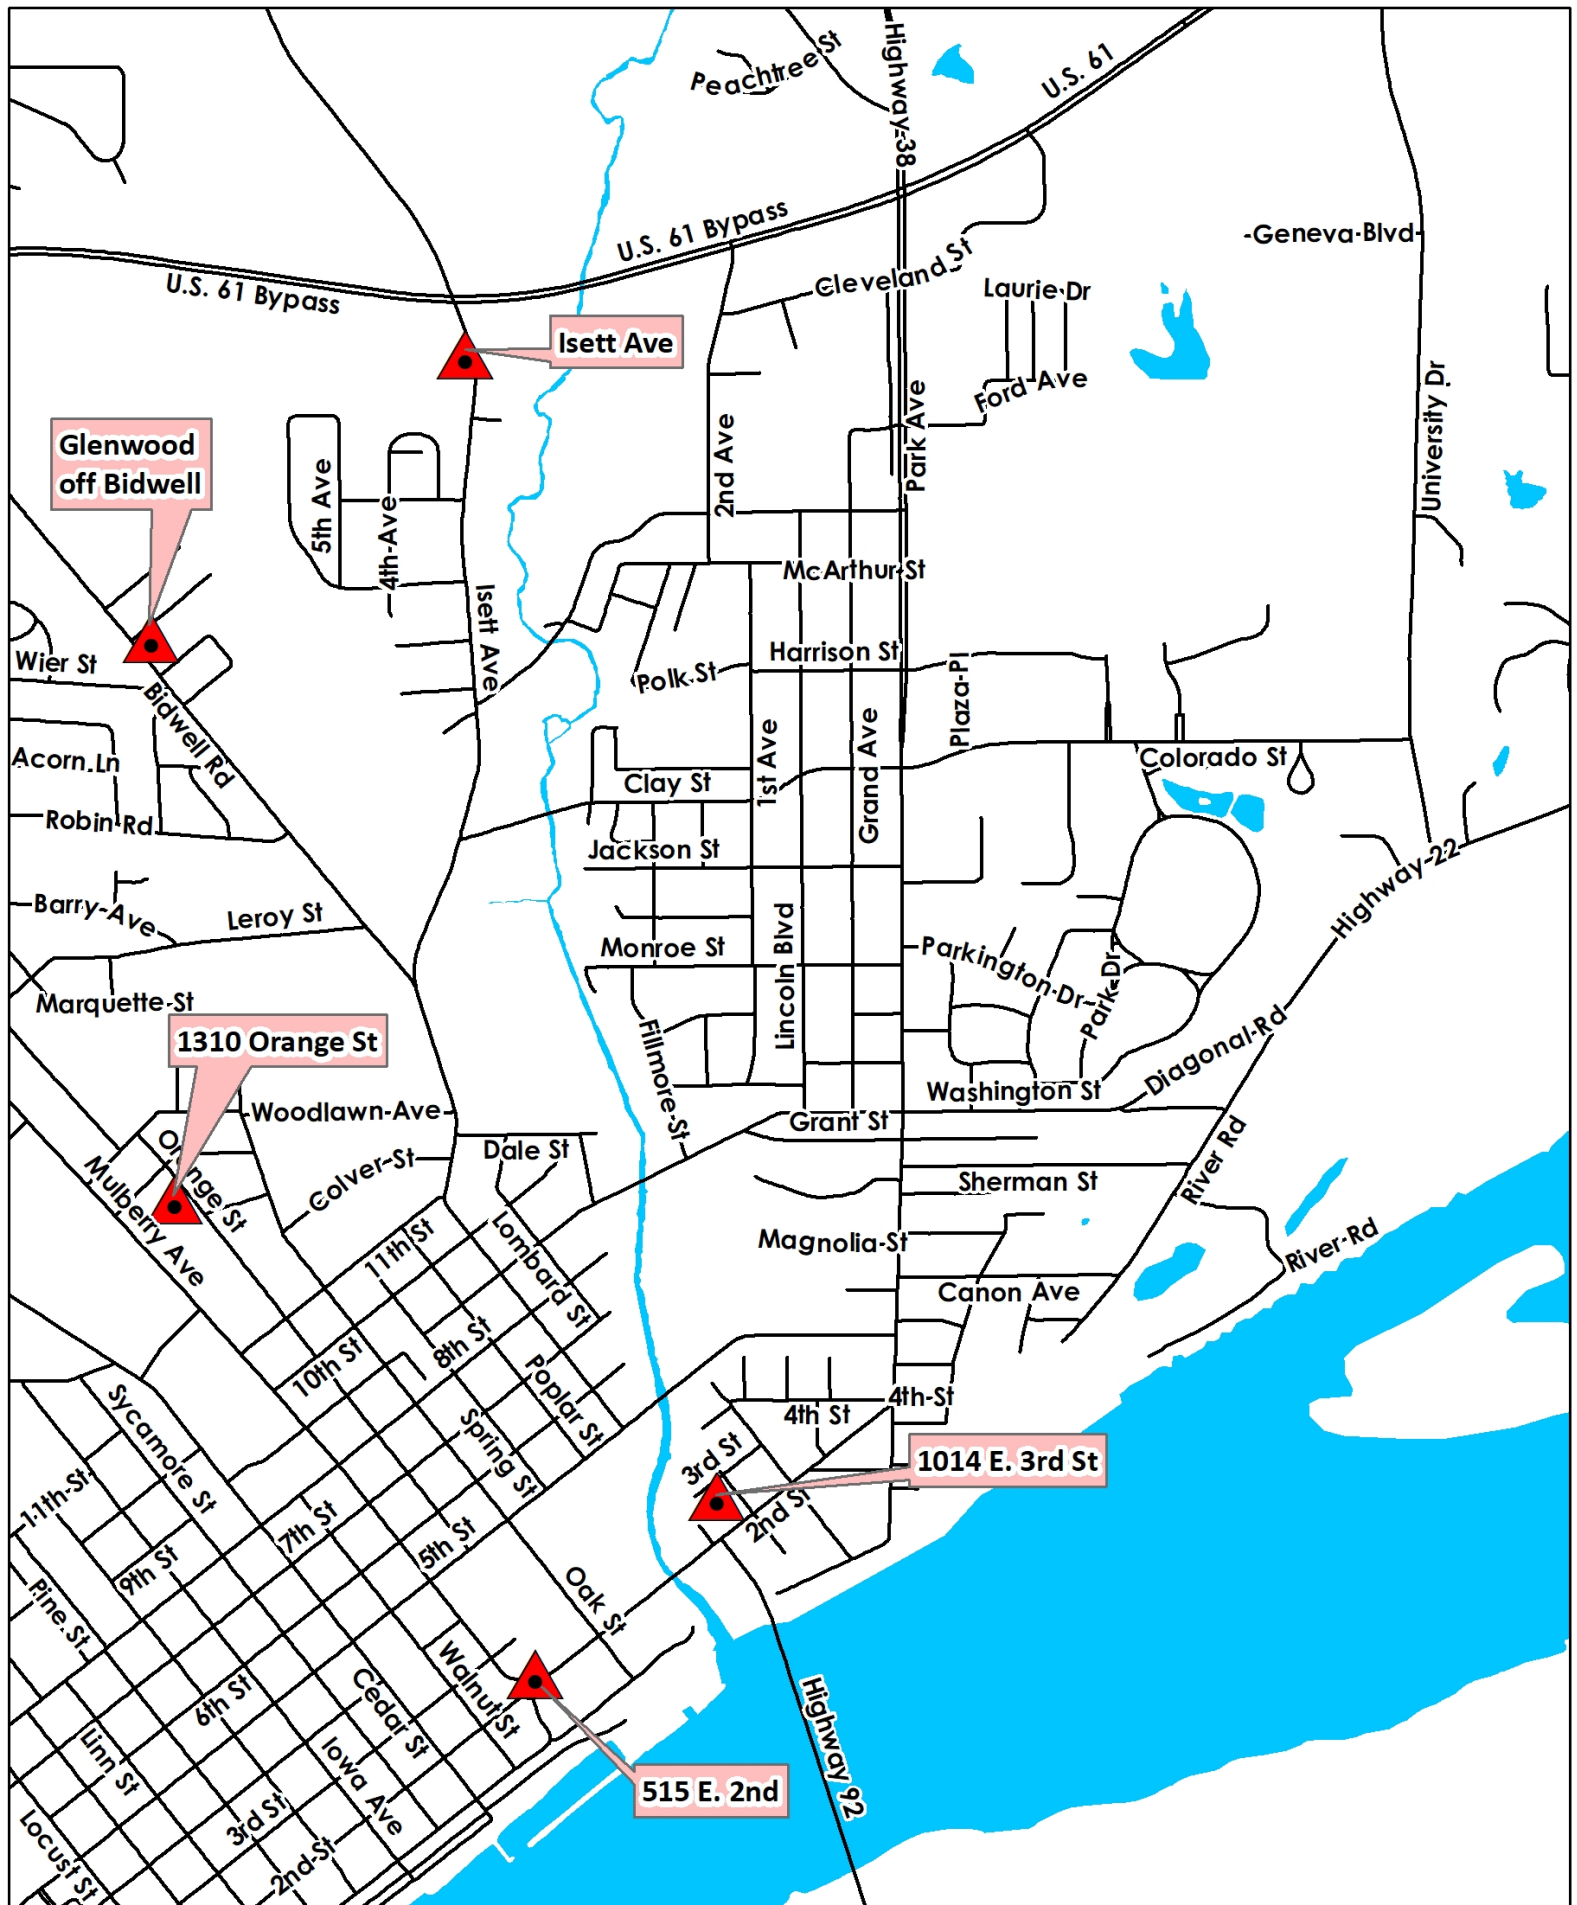 Peachtree St
Highway-38
U.S. 61
U.S. 61 Bypass
-Geneva-Blvd-
Cleveland St
U.S. 61 Bypass
Laurie Dr
Isett Ave
Ford Ave
Park Ave
University Dr
Glenwood
off Bidwell
2nd Ave
5th Ave
4th-Ave
McArthur-St
Isett Ave
Harrison St
Wier St
Polk St
Plaza-Pl
Bidwell Rd
Acorn Ln
1st Ave
Grand Ave
Colorado St
Clay St
Robin Rd
Jackson St
Highway-22
Barry-Ave
Leroy St
Lincoln Blvd
Monroe St
Parkington-Dr
Park-Dr
Marquette-St
1310 Orange St
Fillmore-St
Diagonal-Rd
Washington St
Woodlawn-Ave
Grant St
Orange St
Dale St
River Rd
Colver-St
Mulberry Ave
Sherman St
11th St
Lombard St
Magnolia-St
River-Rd
Canon Ave
8th St
10th St
Poplar St
Sycamore St
4th-St
4th St
Spring St
3rd St
1014 E. 3rd St
11th-St
7th St
2nd St
5th St
9th St
Pine St
Oak St
Walnut St
Cedar St
6th St
Highway 92
Linn St
Iowa Ave
515 E. 2nd
3rd St
Locust St
2nd-St